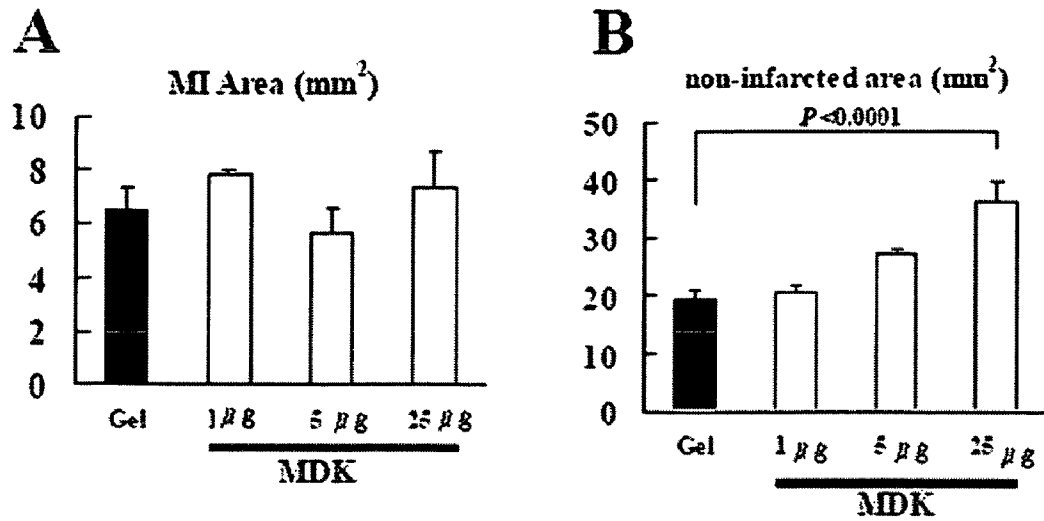 A
MI Area (mm²)
10
8
6
4
2
0
Gel
1 μg
5 μg
25 μg
MDK
B
non-infarcted area (mm²)
P<0.0001
50
40
30
20
10
0
Gel
1 μg
5 μg
25 μg
MDK